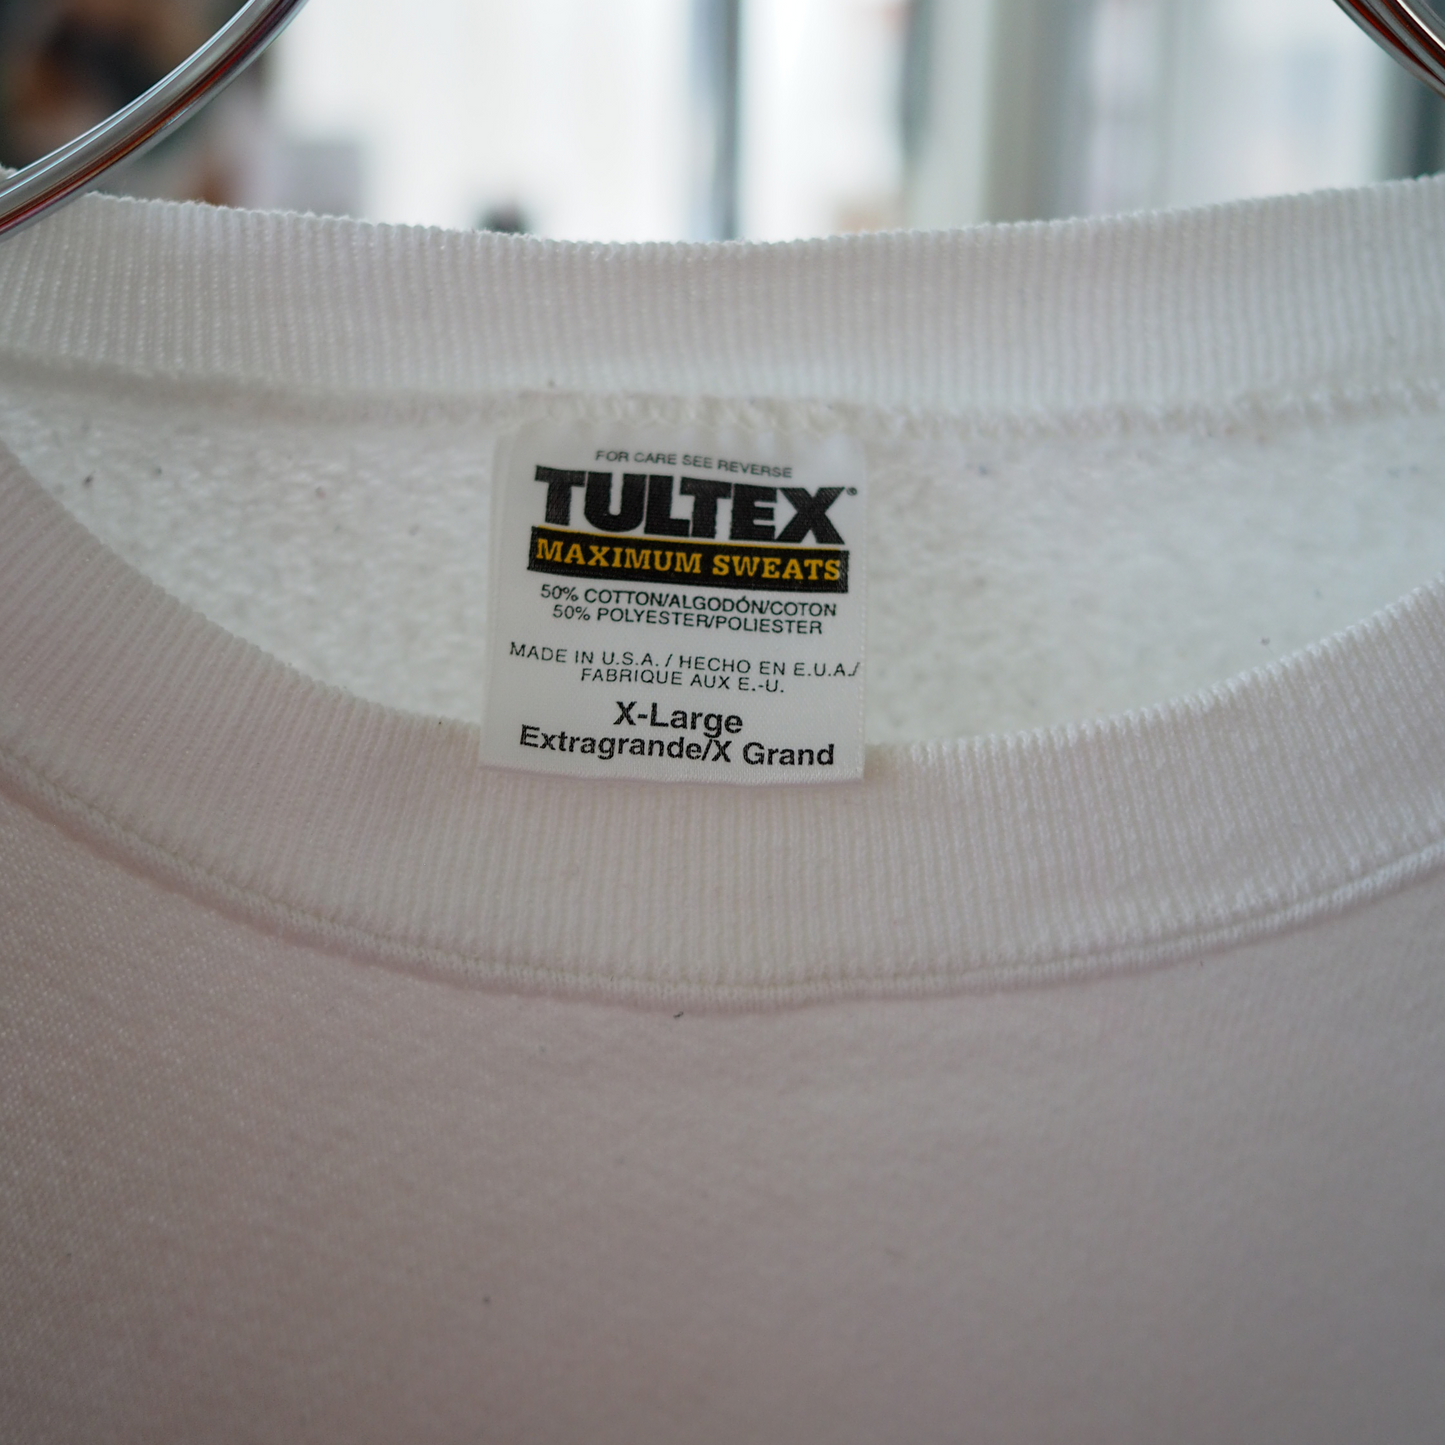 FOR CARE SEE REVERSE
TULTEX®
MAXIMUM SWEATS
50% COTTON/ALGODÓN/COTON
50% POLYESTER/POLIESTER
MADE IN U.S.A. / HECHO EN E.U.A./
FABRIQUE AUX E.-U.
X-Large
Extragrande/X Grand